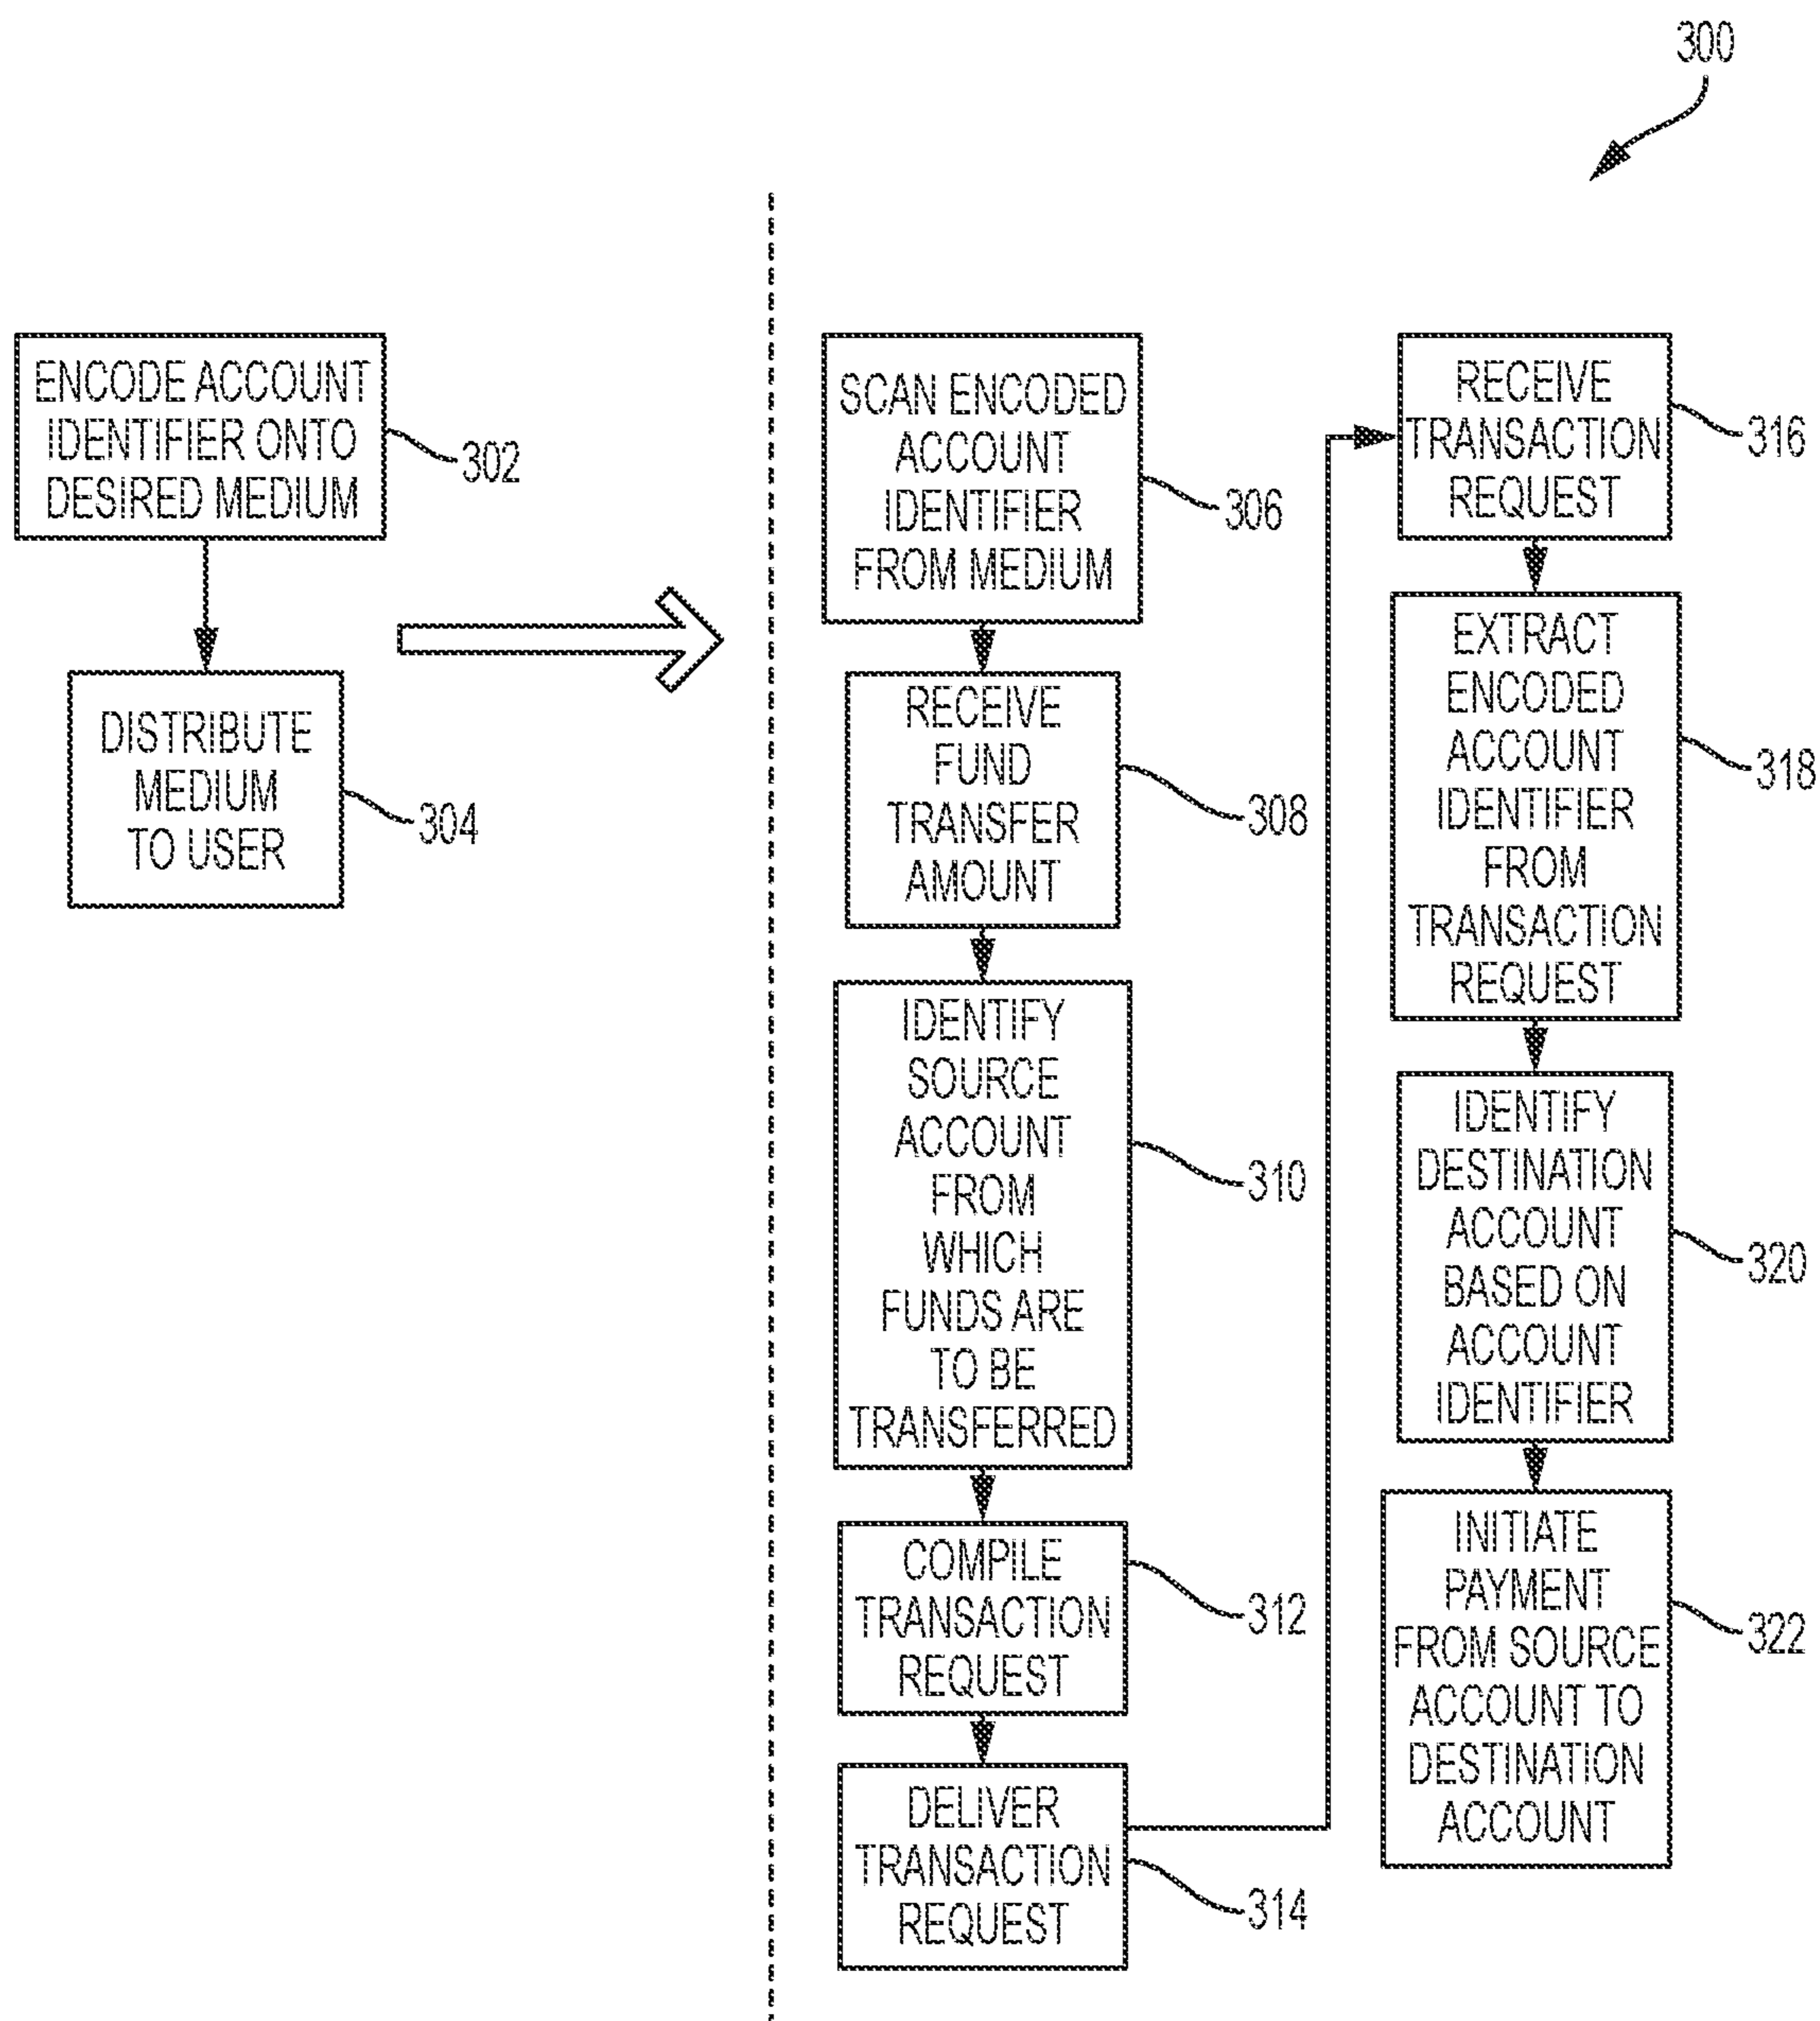 300
ENCODE ACCOUNT
IDENTIFIER ONTO
DESIRED MEDIUM
302
DISTRIBUTE
MEDIUM
TO USER
304
SCAN ENCODED
ACCOUNT
IDENTIFIER
FROM MEDIUM
306
RECEIVE
FUND
TRANSFER
AMOUNT
308
IDENTIFY
SOURCE
ACCOUNT
FROM
WHICH
FUNDS ARE
TO BE
TRANSFERRED
310
COMPILE
TRANSACTION
REQUEST
312
DELIVER
TRANSACTION
REQUEST
314
RECEIVE
TRANSACTION
REQUEST
316
EXTRACT
ENCODED
ACCOUNT
IDENTIFIER
FROM
TRANSACTION
REQUEST
318
IDENTIFY
DESTINATION
ACCOUNT
BASED ON
ACCOUNT
IDENTIFIER
320
INITIATE
PAYMENT
FROM SOURCE
ACCOUNT TO
DESTINATION
ACCOUNT
322